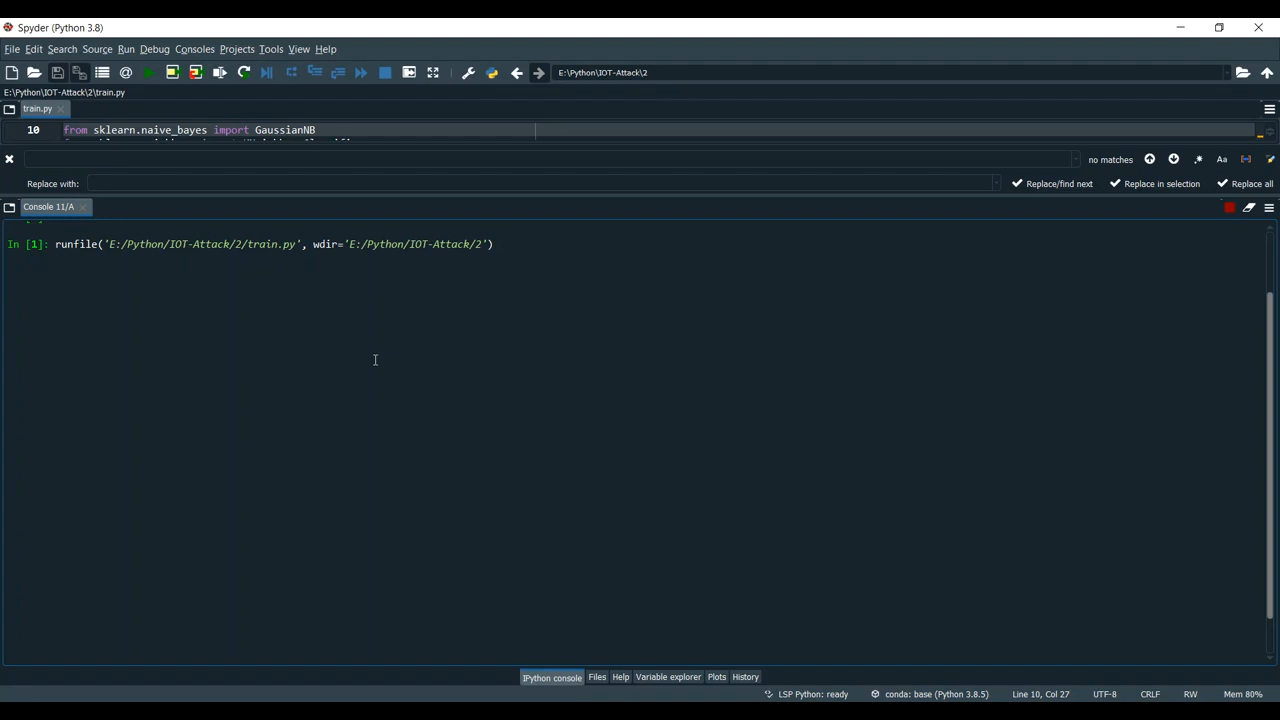 Spyder (Python 3.8)
File Edit Search Source Run Debug Consoles Projects Tools View Help
E:\Python\IOT-Attack\2
E:\Python\IOT-Attack\2\train.py
train.py
10 from sklearn.naive_bayes import GaussianNB
no matches Aa
Replace with: Replace/find next Replace in selection Replace all
Console 11/A
In [1]: runfile('E:/Python/IOT-Attack/2/train.py', wdir='E:/Python/IOT-Attack/2')
IPython console Files Help Variable explorer Plots History
LSP Python: ready conda: base (Python 3.8.5) Line 10, Col 27 UTF-8 CRLF RW Mem 80%